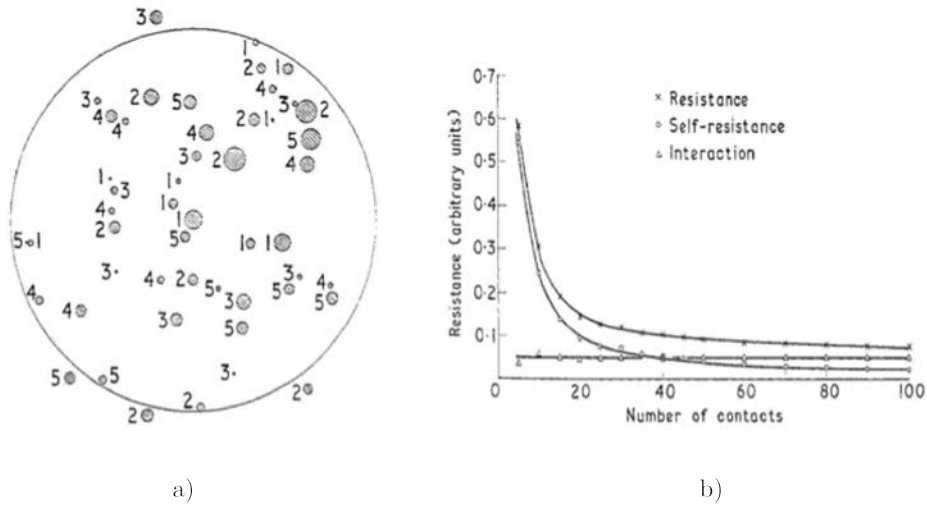 3
1
2 1
4
3 2 5 3 2
4 4 4 2 1 5
3 2 4
1 1
3
4 1
2 1
5 1 5 1 1
3 4 2 3 4
5 5 5
4 4 3
3 5
3
5 5
2 2 2
a)
Resistance (arbitrary units)
0·7
0·6
0·5
0·4
0·3
0·2
0·1
× Resistance
○ Self-resistance
△ Interaction
0 20 40 60 80 100
Number of contacts
b)